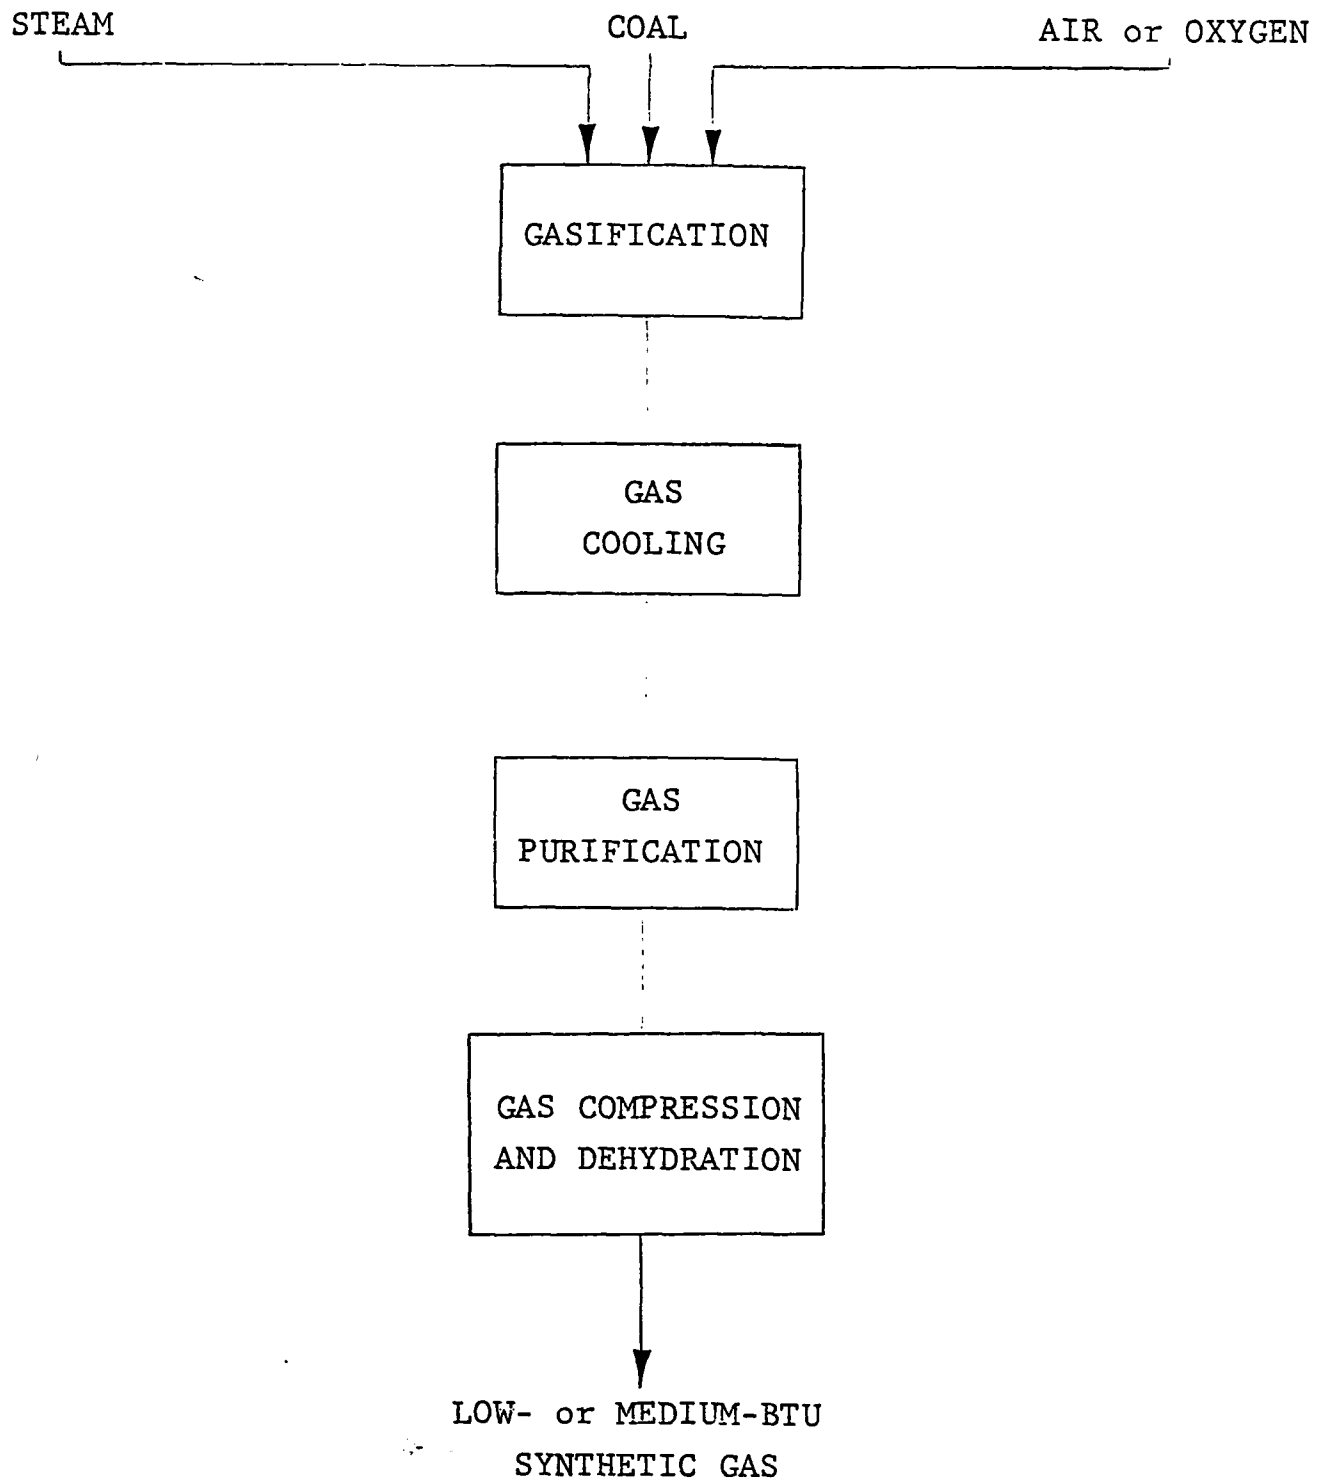 STEAM
COAL
AIR or OXYGEN
GASIFICATION
GAS
COOLING
GAS
PURIFICATION
GAS COMPRESSION
AND DEHYDRATION
LOW- or MEDIUM-BTU
SYNTHETIC GAS